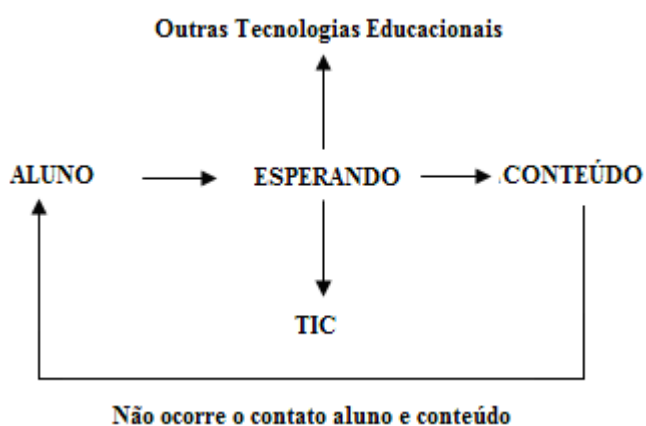 Outras Tecnologias Educacionais
ALUNO ESPERANDO CONTEÚDO
TIC
Não ocorre o contato aluno e conteúdo